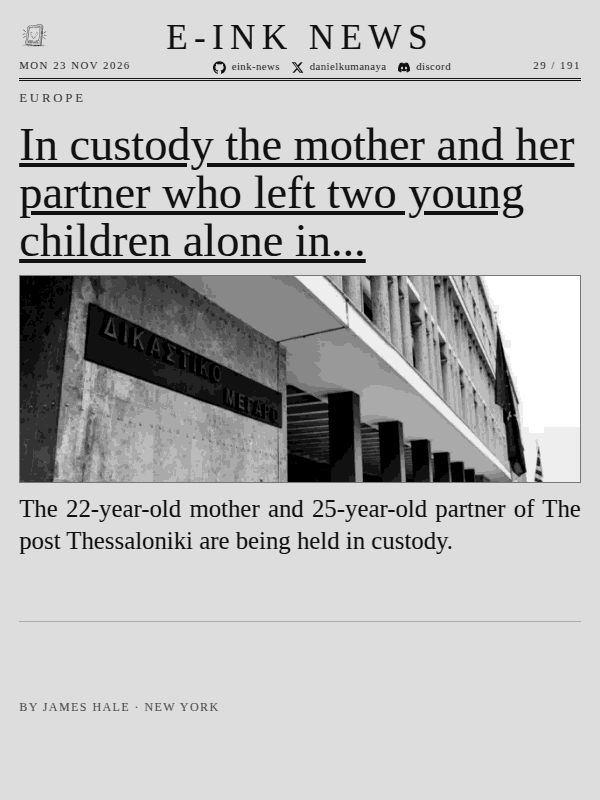 E-INK NEWS
MON 23 NOV 2026
eink-news
danielkumanaya
discord
29 / 191
EUROPE
In custody the mother and her
partner who left two young
children alone in...
ΔΙΚΑΣΤΙΚΟ
ΜΕΓΑΡΟ
The 22-year-old mother and 25-year-old partner of The
post Thessaloniki are being held in custody.
BY JAMES HALE · NEW YORK